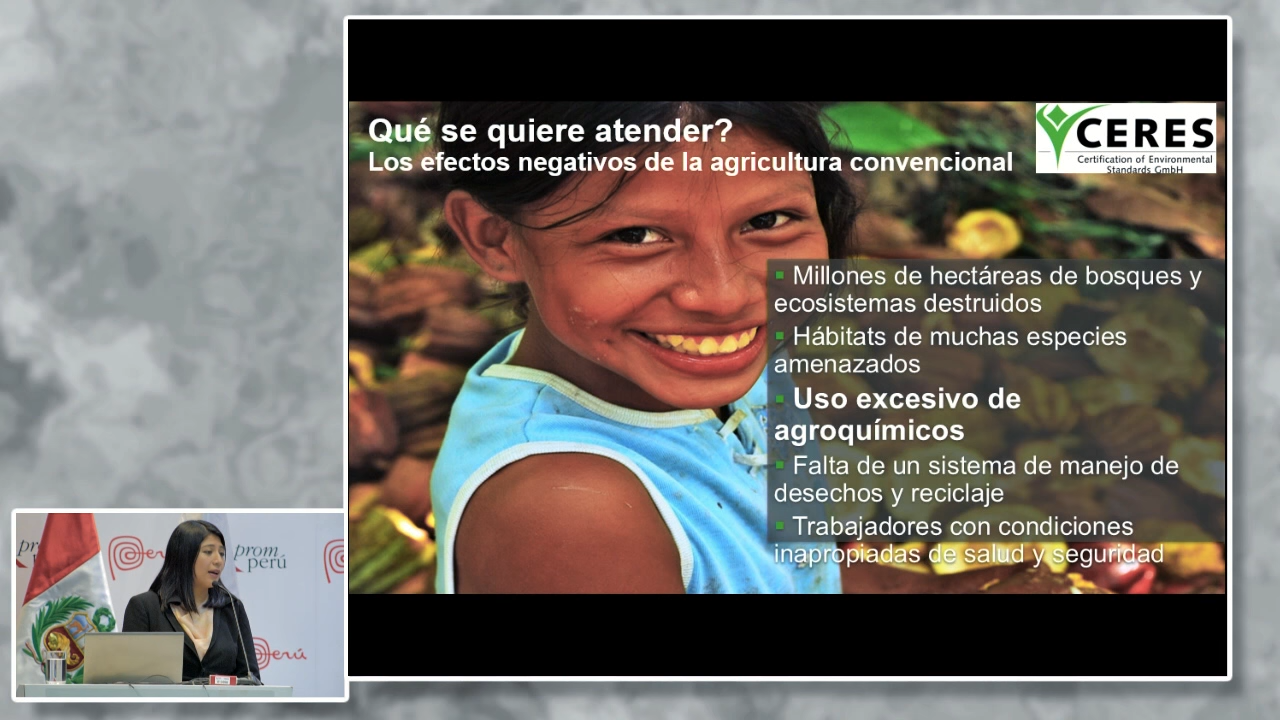 Qué se quiere atender?
Los efectos negativos de la agricultura convencional
CERES
Certification of Environmental
Standards GmbH
▪ Millones de hectáreas de bosques y
ecosistemas destruidos
▪ Hábitats de muchas especies
amenazados
▪ Uso excesivo de
agroquímicos
▪ Falta de un sistema de manejo de
desechos y reciclaje
▪ Trabajadores con condiciones
inapropiadas de salud y seguridad
prom
perú